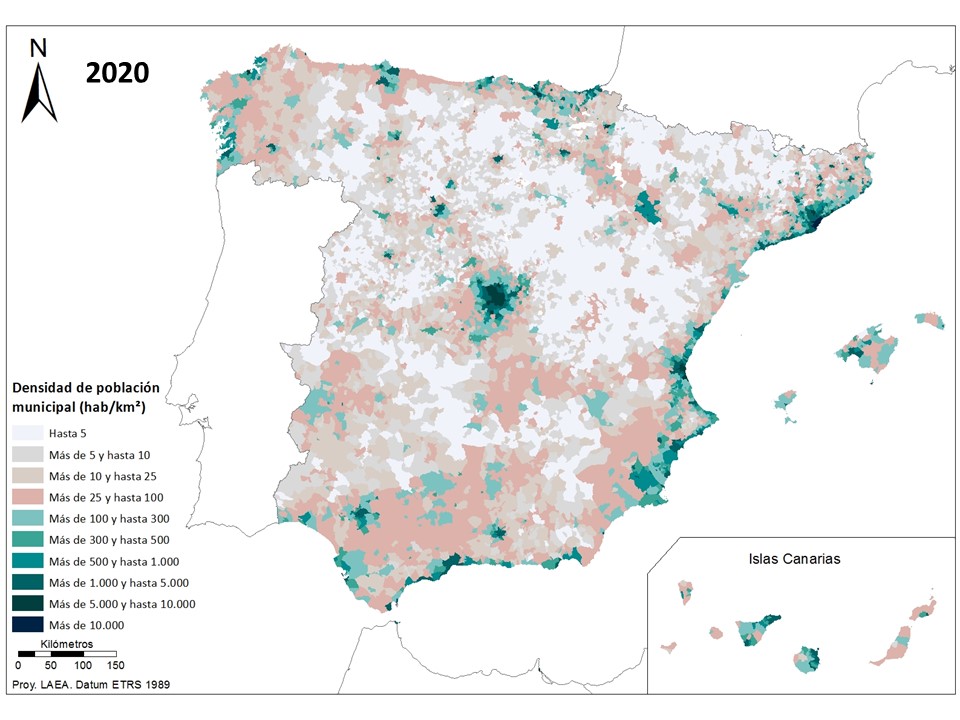 N
2020
Densidad de población
municipal (hab/km²)
Hasta 5
Más de 5 y hasta 10
Más de 10 y hasta 25
Más de 25 y hasta 100
Más de 100 y hasta 300
Más de 300 y hasta 500
Más de 500 y hasta 1.000
Más de 1.000 y hasta 5.000
Más de 5.000 y hasta 10.000
Más de 10.000
Kilómetros
0 25 50 100 150
Proy. LAEA. Datum ETRS 1989
Islas Canarias